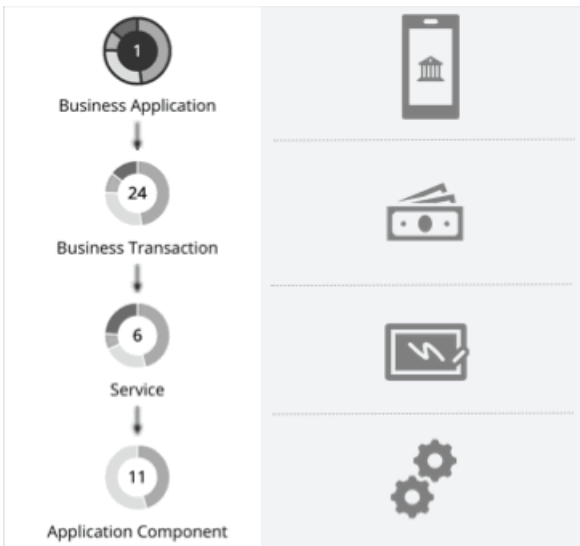 1
Business Application
24
Business Transaction
6
Service
11
Application Component